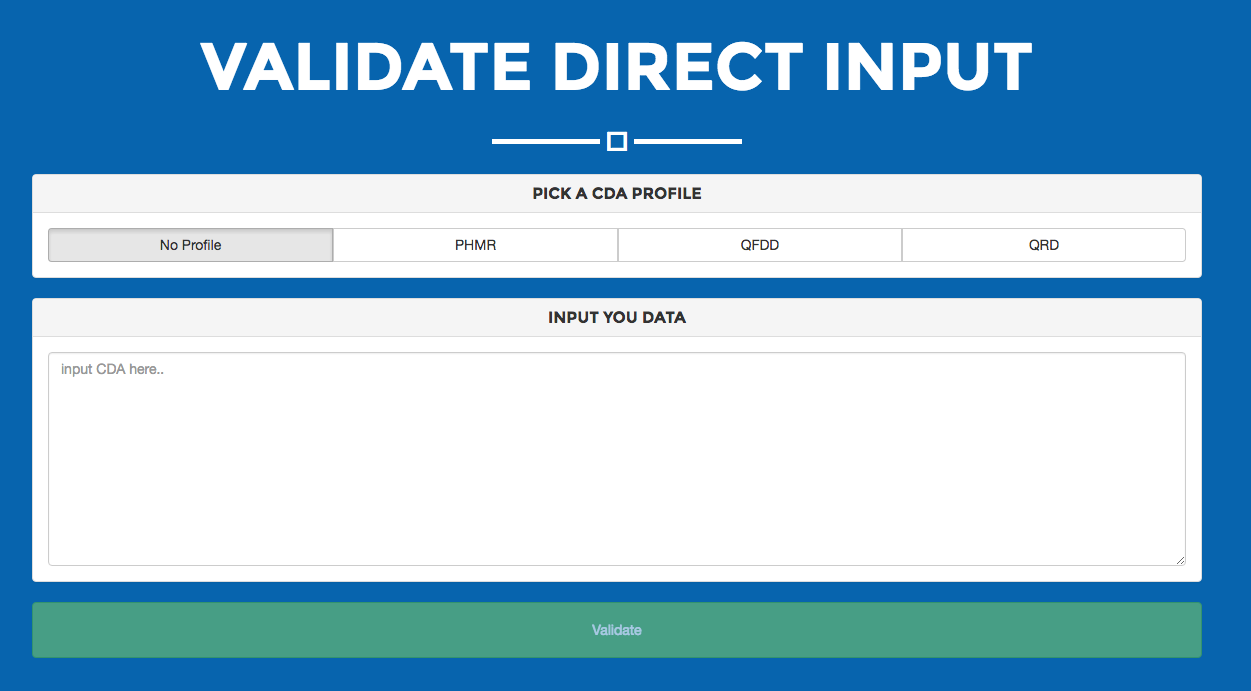 VALIDATE DIRECT INPUT
PICK A CDA PROFILE
No Profile PHMR QFDD QRD
INPUT YOU DATA
input CDA here..
Validate